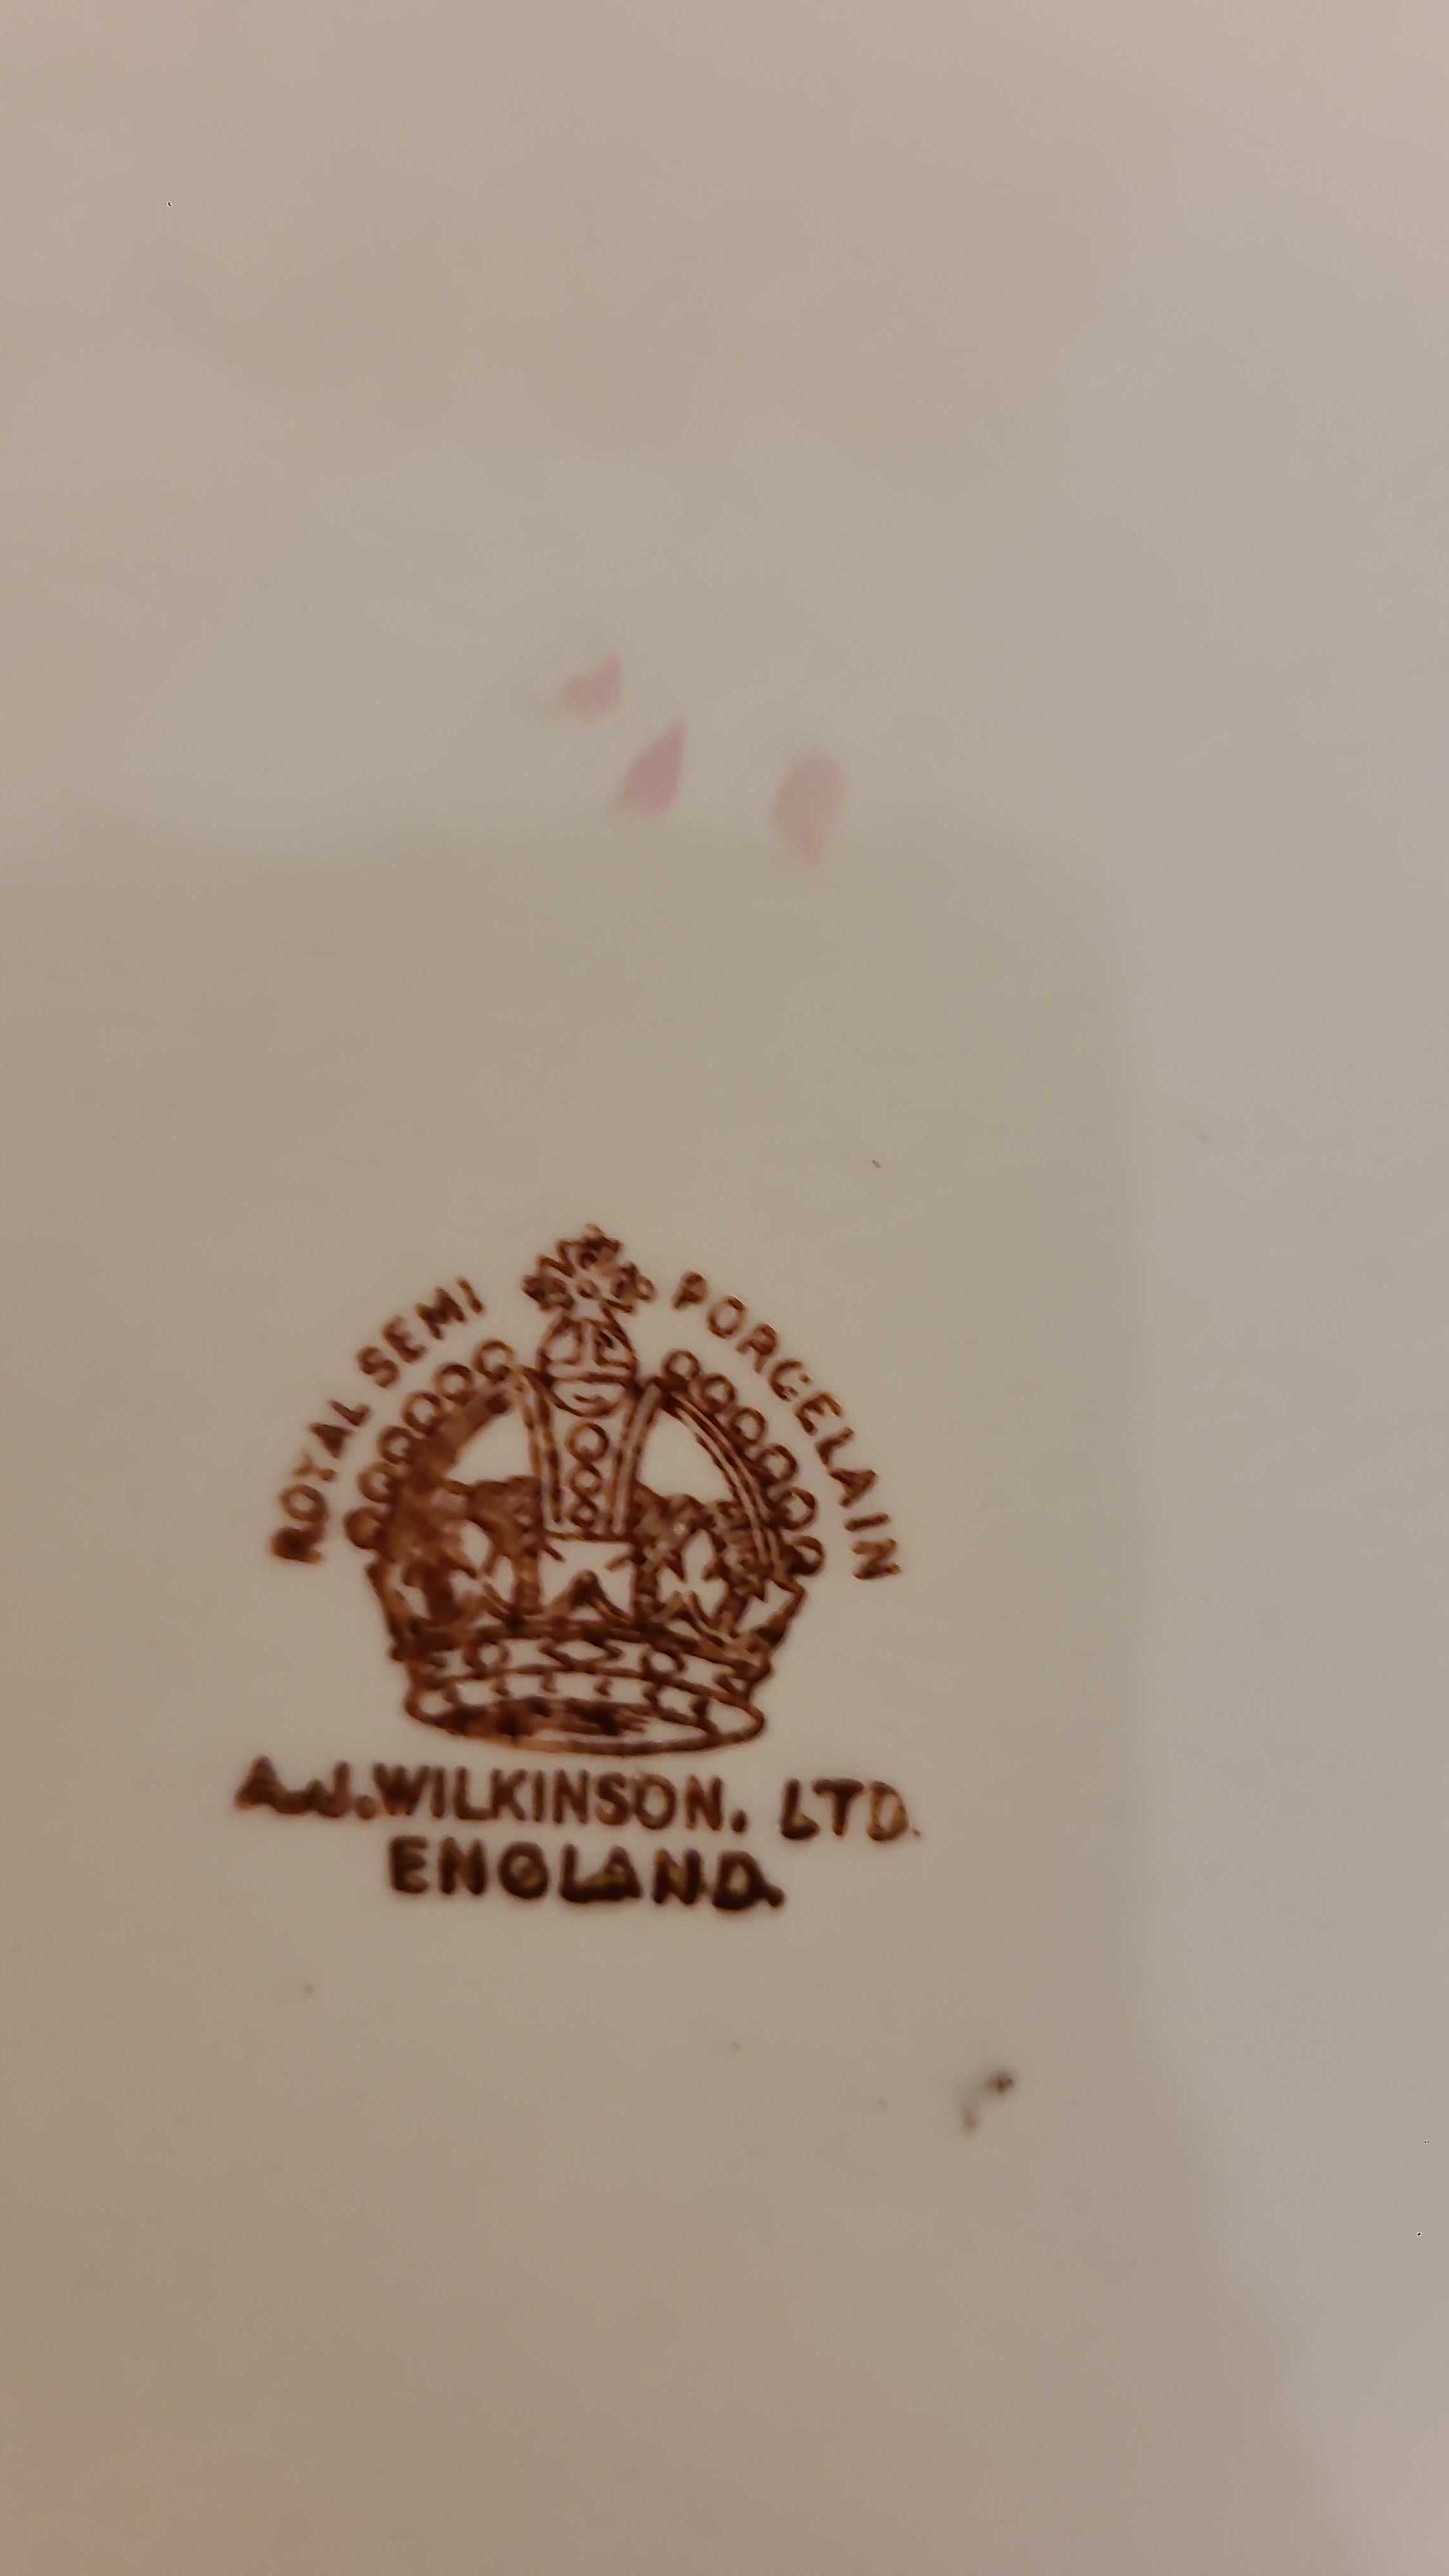 ROYAL SEMI PORCELAIN
A.J. WILKINSON. LTD.
ENGLAND.